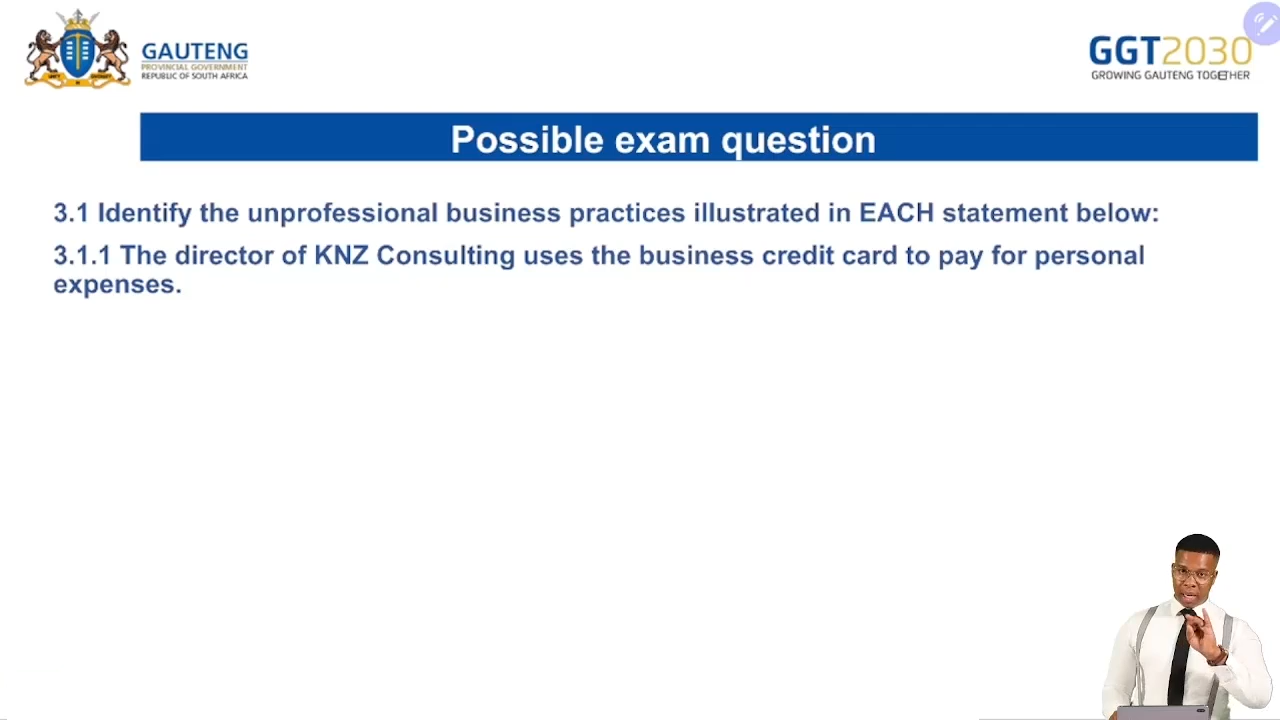 GAUTENG
PROVINCIAL GOVERNMENT
REPUBLIC OF SOUTH AFRICA
GGT2030
GROWING GAUTENG TOGETHER
Possible exam question
3.1 Identify the unprofessional business practices illustrated in EACH statement below:
3.1.1 The director of KNZ Consulting uses the business credit card to pay for personal
expenses.